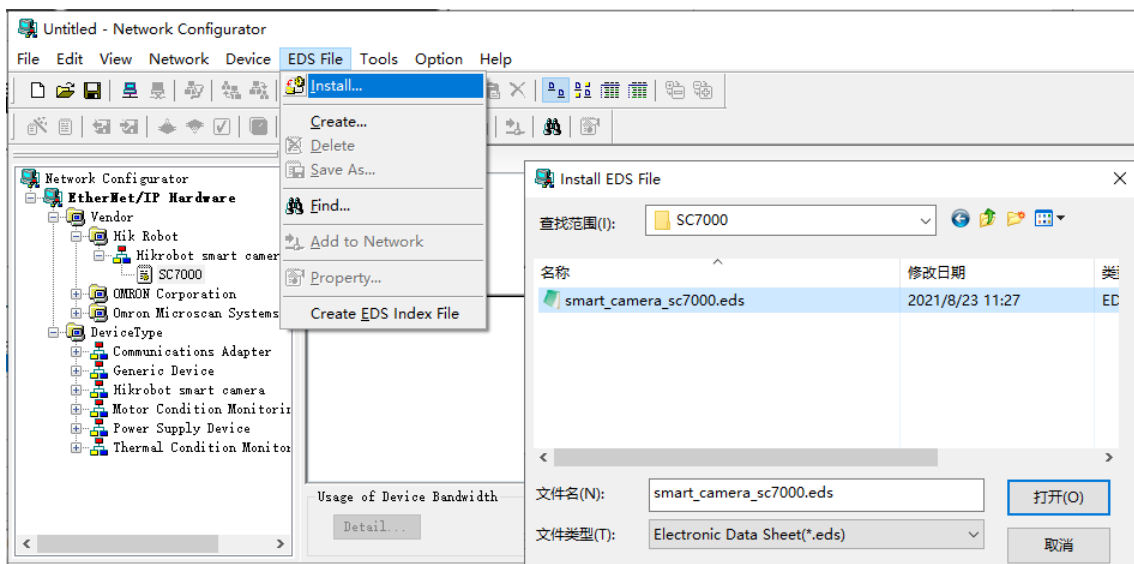 Untitled - Network Configurator
File Edit View Network Device EDS File Tools Option Help
Install...
Create...
Delete
Save As...
Find...
Add to Network
Property...
Create EDS Index File
Network Configurator
EtherNet/IP Hardware
Vendor
Hik Robot
Hikrobot smart camer
SC7000
OMRON Corporation
Omron Microscan Systems
DeviceType
Communications Adapter
Generic Device
Hikrobot smart camera
Motor Condition Monitorin
Power Supply Device
Thermal Condition Monitor
Usage of Device Bandwidth
Detail...
Install EDS File
查找范围(I): SC7000
名称 修改日期 类型
smart_camera_sc7000.eds 2021/8/23 11:27 ED
文件名(N): smart_camera_sc7000.eds 打开(O)
文件类型(T): Electronic Data Sheet(*.eds) 取消